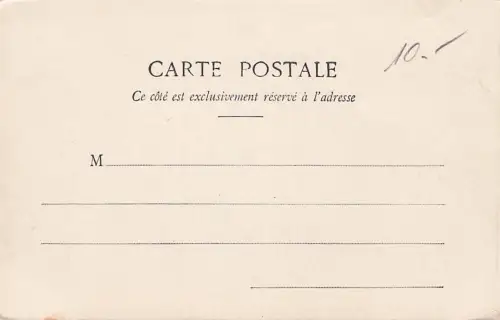 10.-
CARTE POSTALE
Ce côté est exclusivement réservé à l'adresse
M